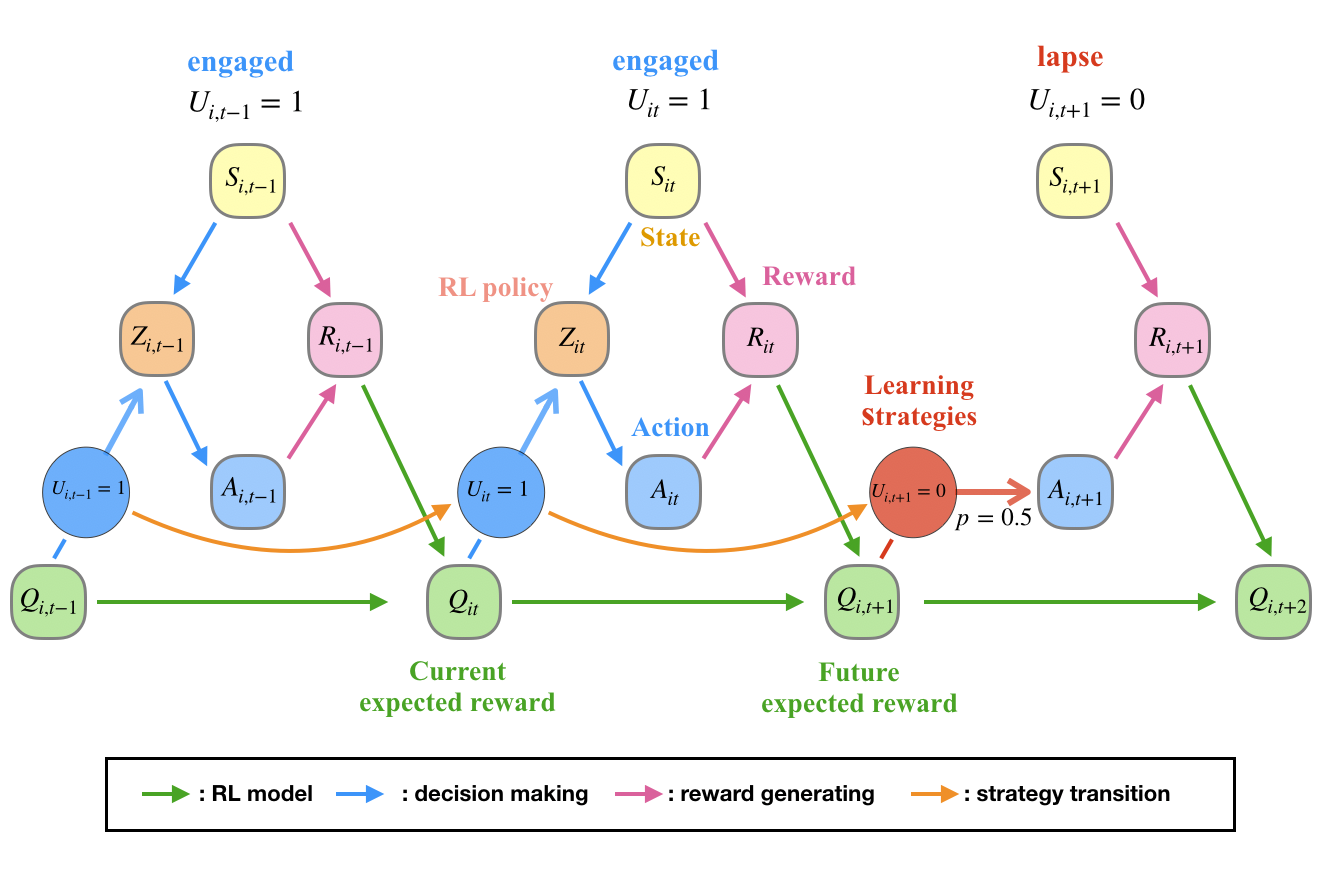 engaged
U_{i,t−1} = 1
engaged
U_{it} = 1
lapse
U_{i,t+1} = 0
S_{i,t−1}
S_{it}
S_{i,t+1}
State
RL policy
Reward
Z_{i,t−1}
R_{i,t−1}
Z_{it}
R_{it}
R_{i,t+1}
Learning
Strategies
Action
U_{i,t−1} = 1
A_{i,t−1}
U_{it} = 1
A_{it}
U_{i,t+1} = 0
p = 0.5
A_{i,t+1}
Q_{i,t−1}
Q_{it}
Q_{i,t+1}
Q_{i,t+2}
Current
expected reward
Future
expected reward
: RL model : decision making : reward generating : strategy transition